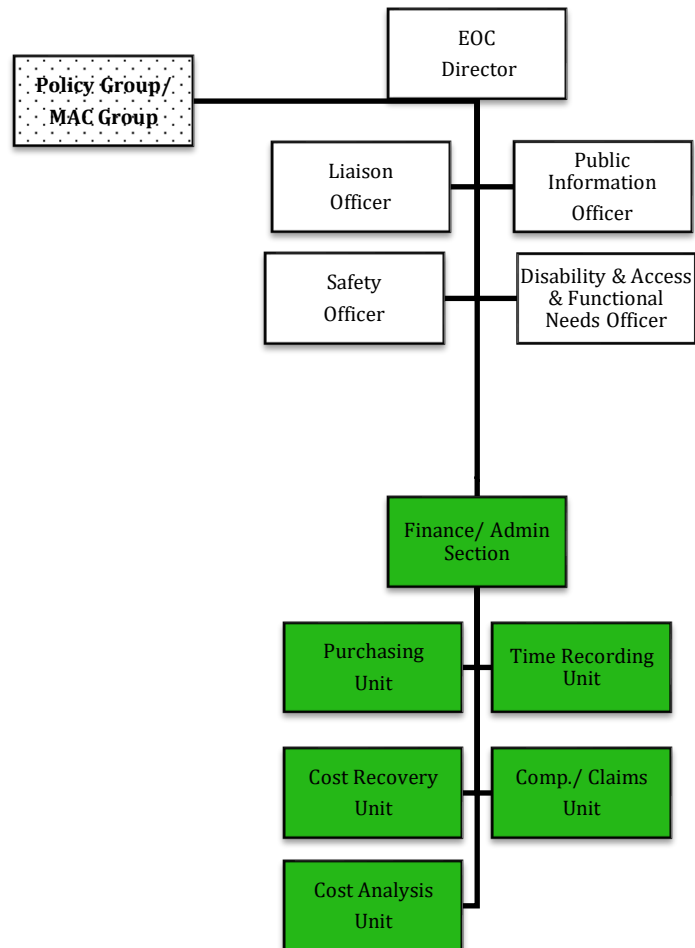 EOC
Director
Policy Group/
MAC Group
Liaison
Officer
Public
Information
Officer
Safety
Officer
Disability & Access
& Functional
Needs Officer
Finance/ Admin
Section
Purchasing
Unit
Time Recording
Unit
Cost Recovery
Unit
Comp./ Claims
Unit
Cost Analysis
Unit